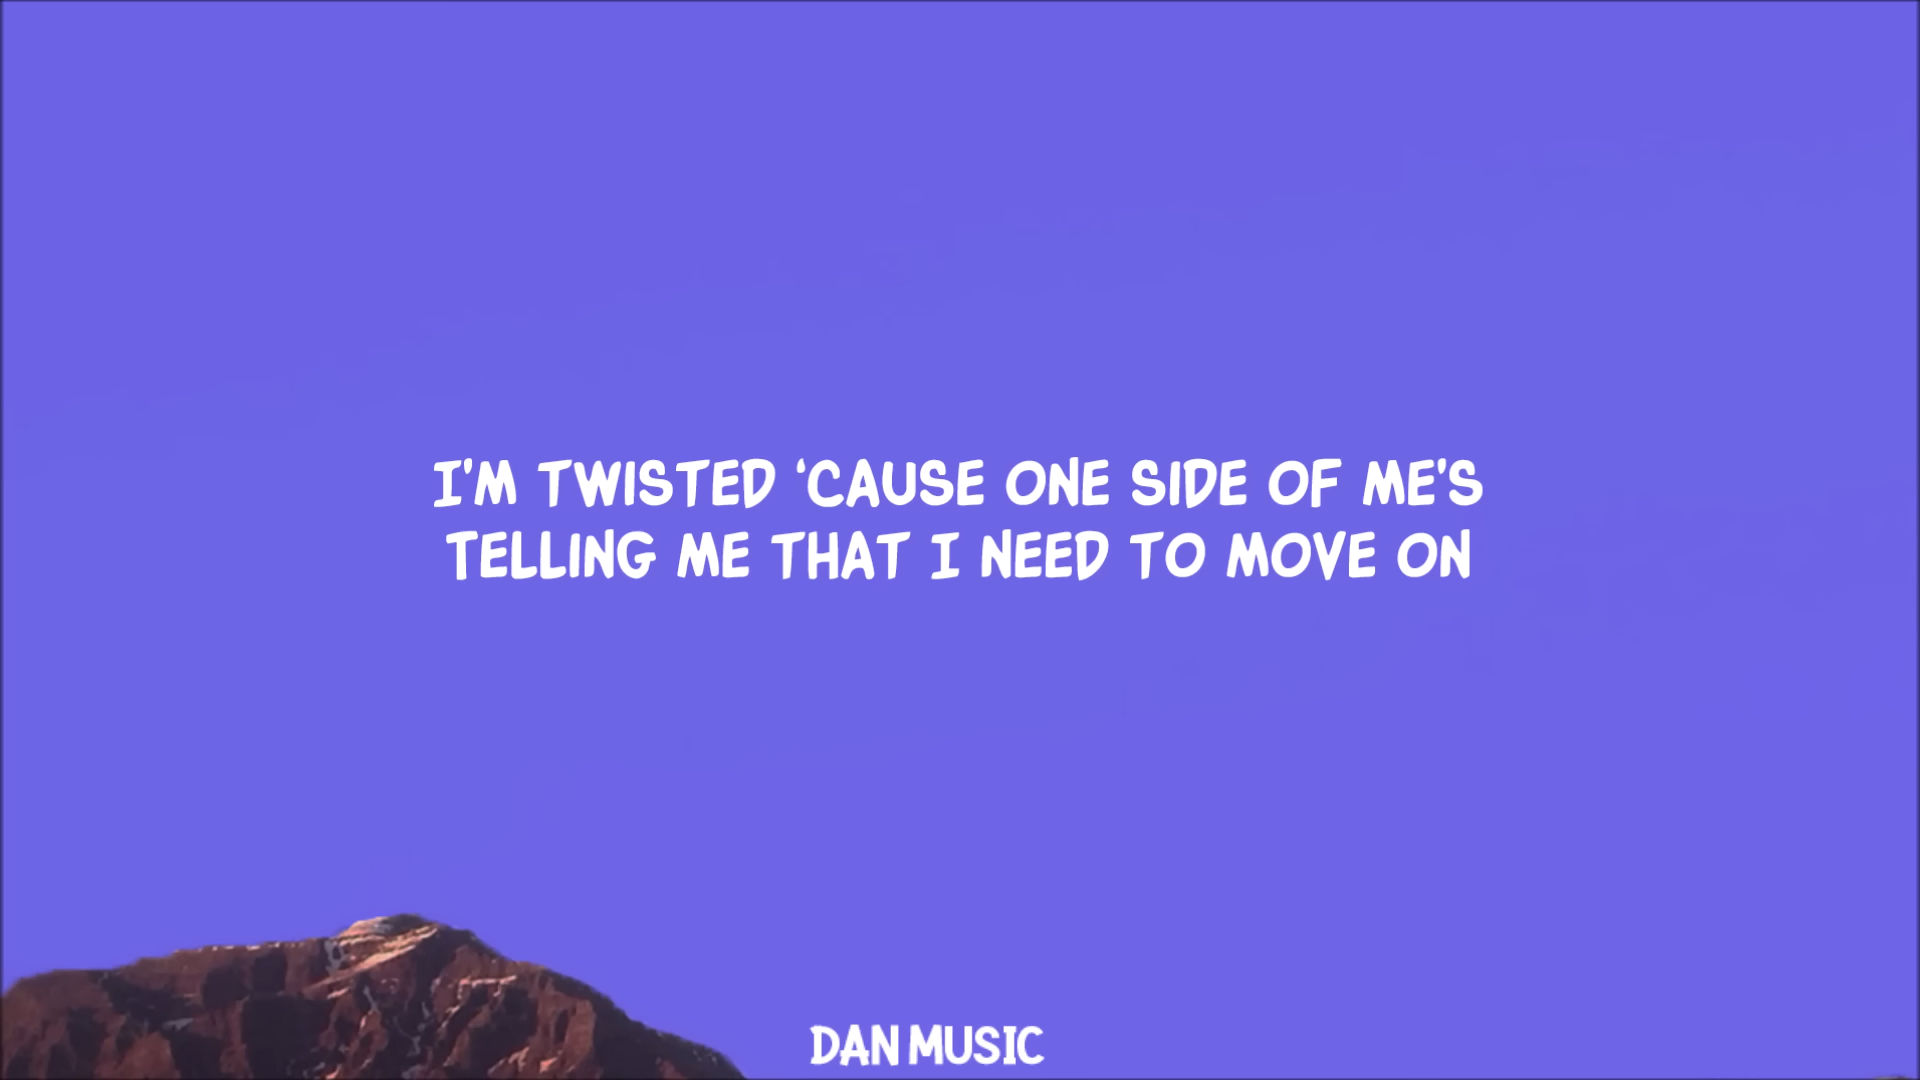 I'M TWISTED ‘CAUSE ONE SIDE OF ME'S
TELLING ME THAT I NEED TO MOVE ON
DAN MUSIC